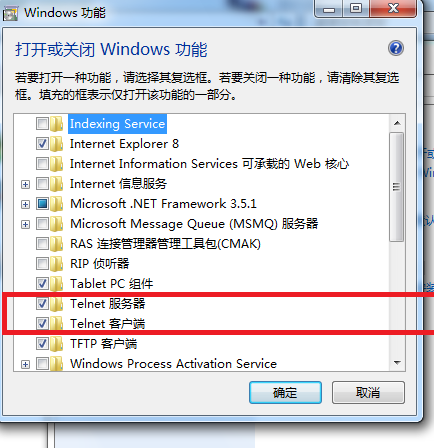 Windows 功能
打开或关闭 Windows 功能
若要打开一种功能，请选择其复选框。若要关闭一种功能，请清除其复选
框。填充的框表示仅打开该功能的一部分。
Indexing Service
Internet Explorer 8
Internet Information Services 可承载的 Web 核心
Internet 信息服务
Microsoft .NET Framework 3.5.1
Microsoft Message Queue (MSMQ) 服务器
RAS 连接管理器管理工具包(CMAK)
RIP 侦听器
Tablet PC 组件
Telnet 服务器
Telnet 客户端
TFTP 客户端
Windows Process Activation Service
确定
取消